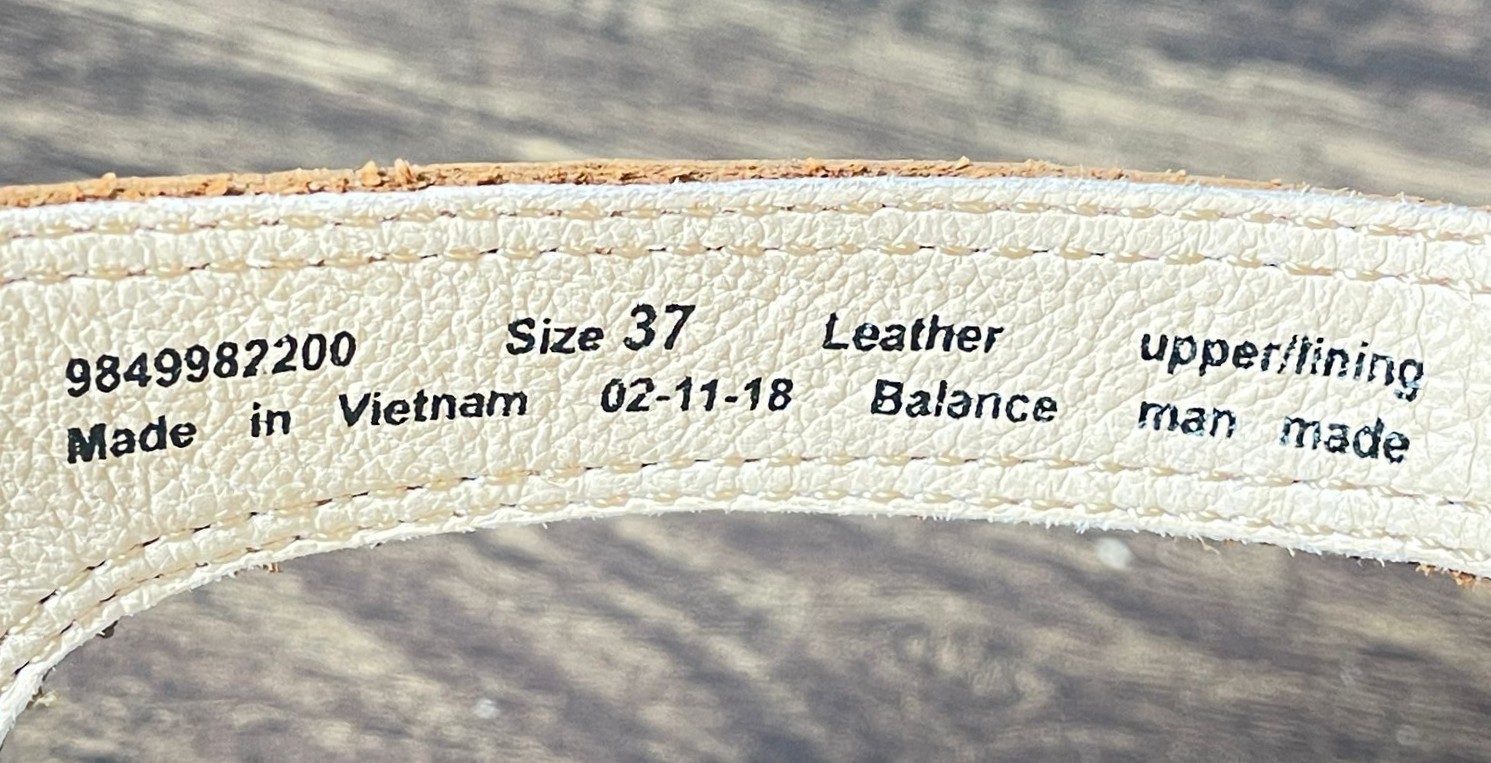 9849982200 Size 37 Leather upper/lining
Made in Vietnam 02-11-18 Balance man made